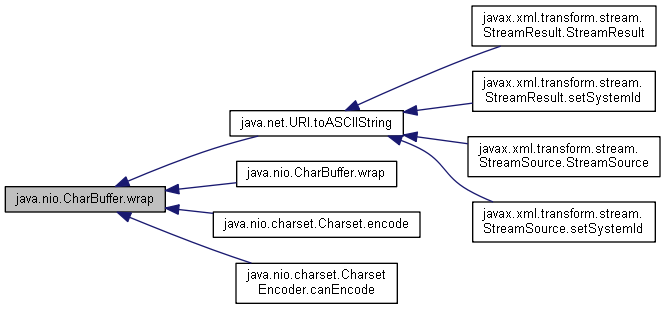 javax.xml.transform.stream.
StreamResult.StreamResult
javax.xml.transform.stream.
StreamResult.setSystemId
java.net.URI.toASCIIString
javax.xml.transform.stream.
StreamSource.StreamSource
java.nio.CharBuffer.wrap
java.nio.CharBuffer.wrap
javax.xml.transform.stream.
StreamSource.setSystemId
java.nio.charset.Charset.encode
java.nio.charset.Charset
Encoder.canEncode